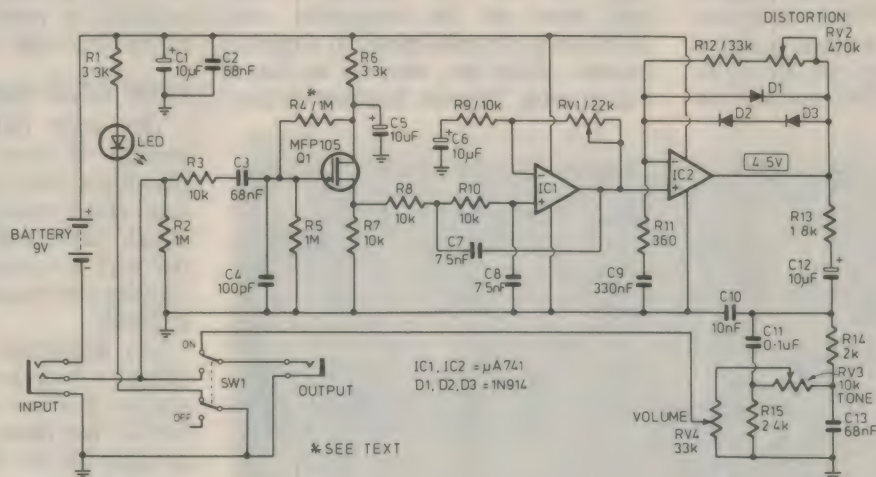 DISTORTION
RV2
470k
R12/33k
R1
3·3k
C1
10µF
C2
68nF
R6
3·3k
*
R4/1M
R9/10k
RV1/22k
D1
D2
D3
C5
10uF
C6
10µF
LED
MFP105
Q1
R3
10k
C3
68nF
IC1
IC2
4·5V
R8
10k
R10
10k
BATTERY
9V
R2
1M
R5
1M
R7
10k
C7
7·5nF
R11
360
R13
1·8k
C4
100pF
C8
7·5nF
C9
330nF
C12
10µF
C10
10nF
C11
0·1uF
R14
2k
ON
SW1
OFF
INPUT
OUTPUT
IC1, IC2 = µA741
D1, D2, D3 = 1N914
RV3
10k
TONE
VOLUME
RV4
33k
R15
2·4k
C13
68nF
* SEE TEXT